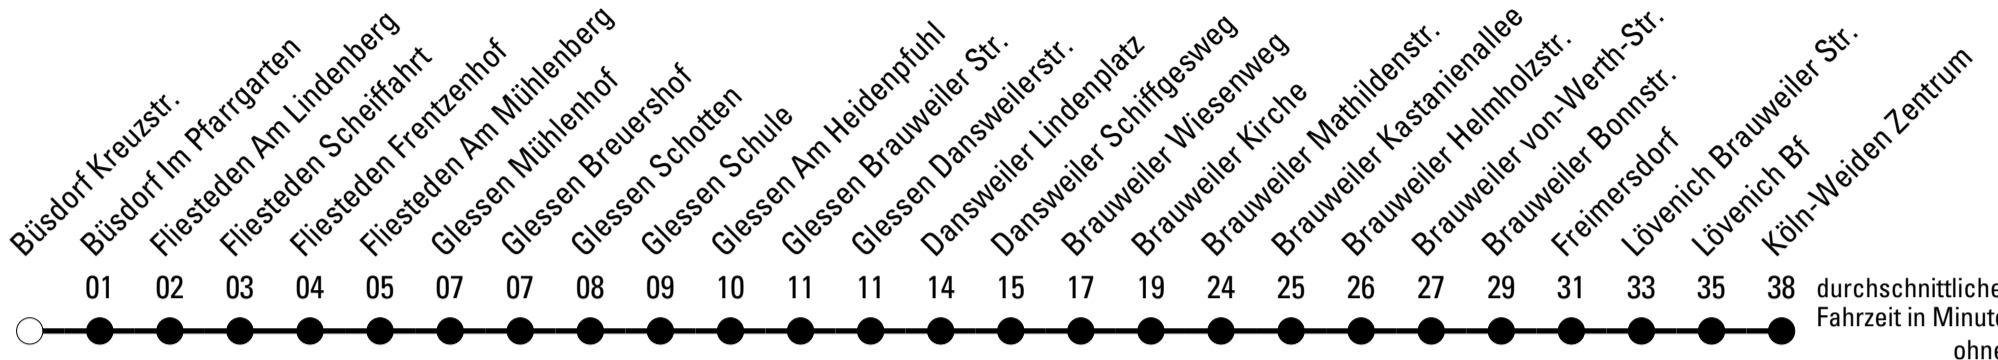 Büsdorf Kreuzstr.
Büsdorf Im Pfarrgarten
Fliesteden Am Lindenberg
Fliesteden Scheiffahrt
Fliesteden Frentzenhof
Fliesteden Am Mühlenberg
Glessen Mühlenhof
Glessen Breuershof
Glessen Schotten
Glessen Schule
Glessen Am Heidenpfuhl
Glessen Brauweiler Str.
Glessen Dansweilerstr.
Dansweiler Lindenplatz
Dansweiler Schiffgesweg
Brauweiler Wiesenweg
Brauweiler Kirche
Brauweiler Mathildenstr.
Brauweiler Kastanienallee
Brauweiler Helmholzstr.
Brauweiler von-Werth-Str.
Brauweiler Bonnstr.
Freimersdorf
Lövenich Brauweiler Str.
Lövenich Bf
Köln-Weiden Zentrum
01 02 03 04 05 07 07 08 09 10 11 11 14 15 17 19 24 25 26 27 29 31 33 35 38
durchschnittliche
Fahrzeit in Minute
ohne